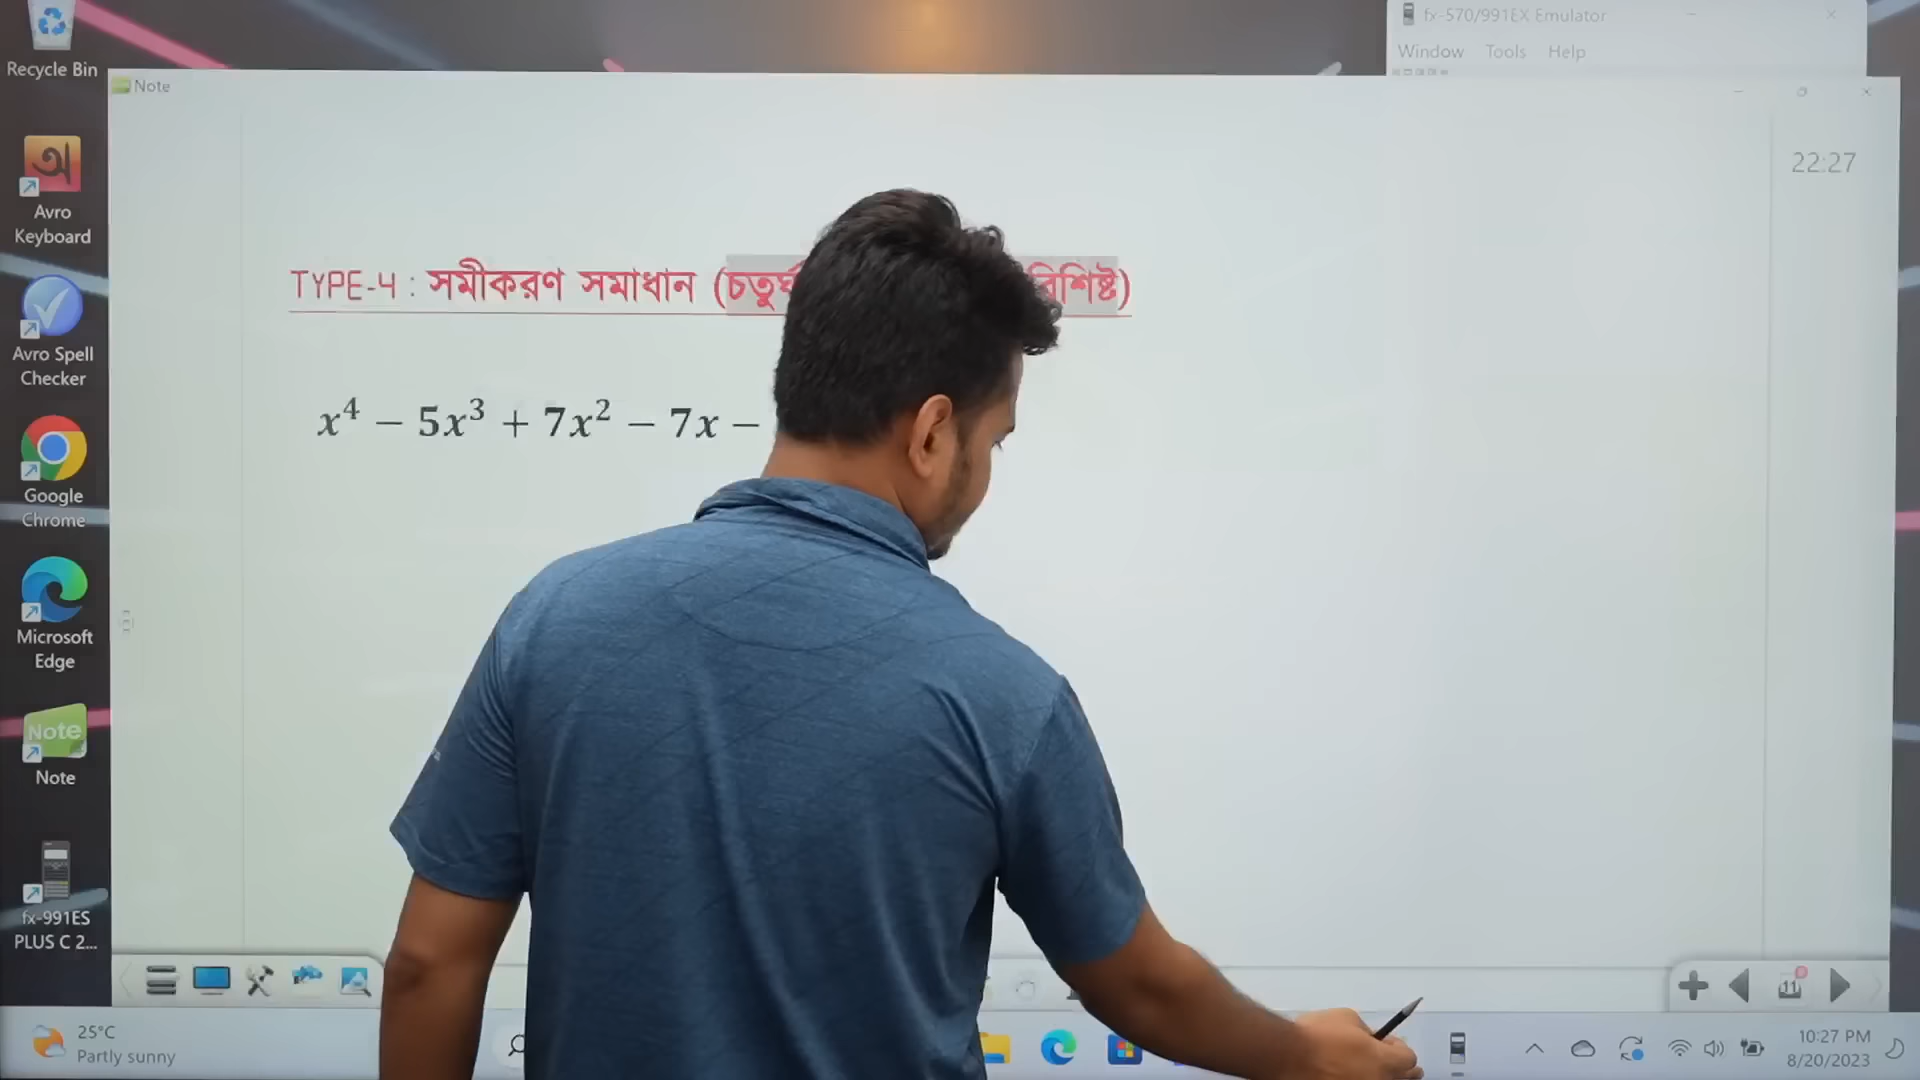 Recycle Bin
fx-570/991EX Emulator
Window Tools Help
Note
22:27
Avro
Keyboard
TYPE-4 : সমীকরণ সমাধান (
)
x⁴ − 5x³ + 7x² − 7x −
Avro Spell
Checker
Google
Chrome
Microsoft
Edge
Note
Note
fx-991ES
PLUS C 2...
11
25°C
Partly sunny
10:27 PM
8/20/2023